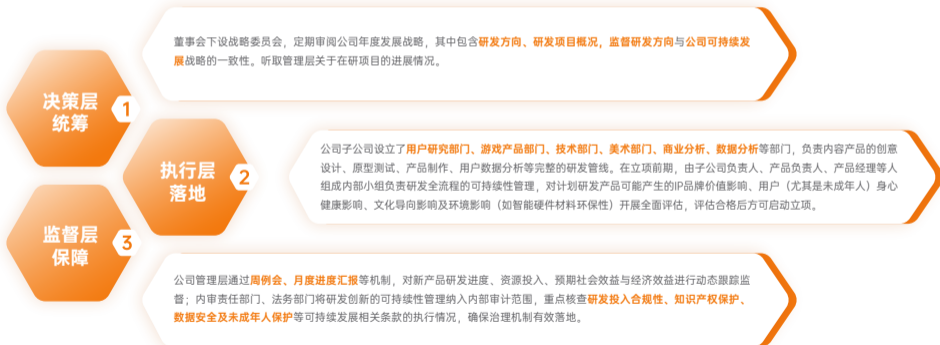 决策层
统筹
1
董事会下设战略委员会，定期审阅公司年度发展战略，其中包含研发方向、研发项目概况，监督研发方向与公司可持续发
展战略的一致性。听取管理层关于在研项目的进展情况。
执行层
落地
2
公司子公司设立了用户研究部门、游戏产品部门、技术部门、美术部门、商业分析、数据分析等部门，负责内容产品的创意
设计、原型测试、产品制作、用户数据分析等完整的研发管线。在立项前期，由子公司负责人、产品负责人、产品经理等人
组成内部小组负责研发全流程的可持续性管理，对计划研发产品可能产生的IP品牌价值影响、用户（尤其是未成年人）身心
健康影响、文化导向影响及环境影响（如智能硬件材料环保性）开展全面评估，评估合格后方可启动立项。
监督层
保障
3
公司管理层通过周例会、月度进度汇报等机制，对新产品研发进度、资源投入、预期社会效益与经济效益进行动态跟踪监
督；内审责任部门、法务部门将研发创新的可持续性管理纳入内部审计范围，重点核查研发投入合规性、知识产权保护、
数据安全及未成年人保护等可持续发展相关条款的执行情况，确保治理机制有效落地。